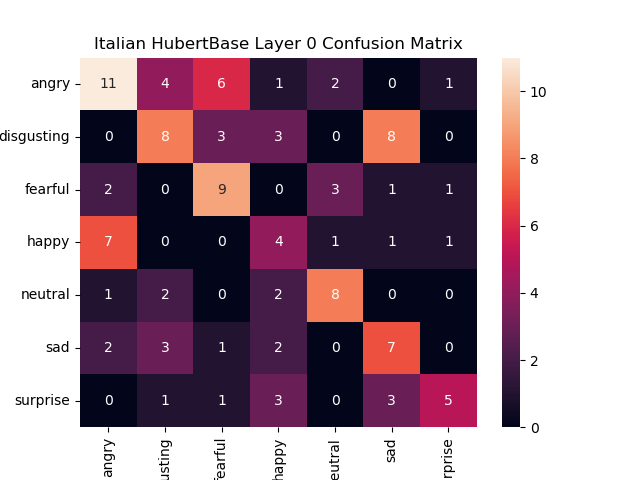 Italian HubertBase Layer 0 Confusion Matrix
angry 11 4 6 1 2 0 1
disgusting 0 8 3 3 0 8 0
fearful 2 0 9 0 3 1 1
happy 7 0 0 4 1 1 1
neutral 1 2 0 2 8 0 0
sad 2 3 1 2 0 7 0
surprise 0 1 1 3 0 3 5
angry usting fearful happy eutral sad rprise
10
8
6
4
2
0